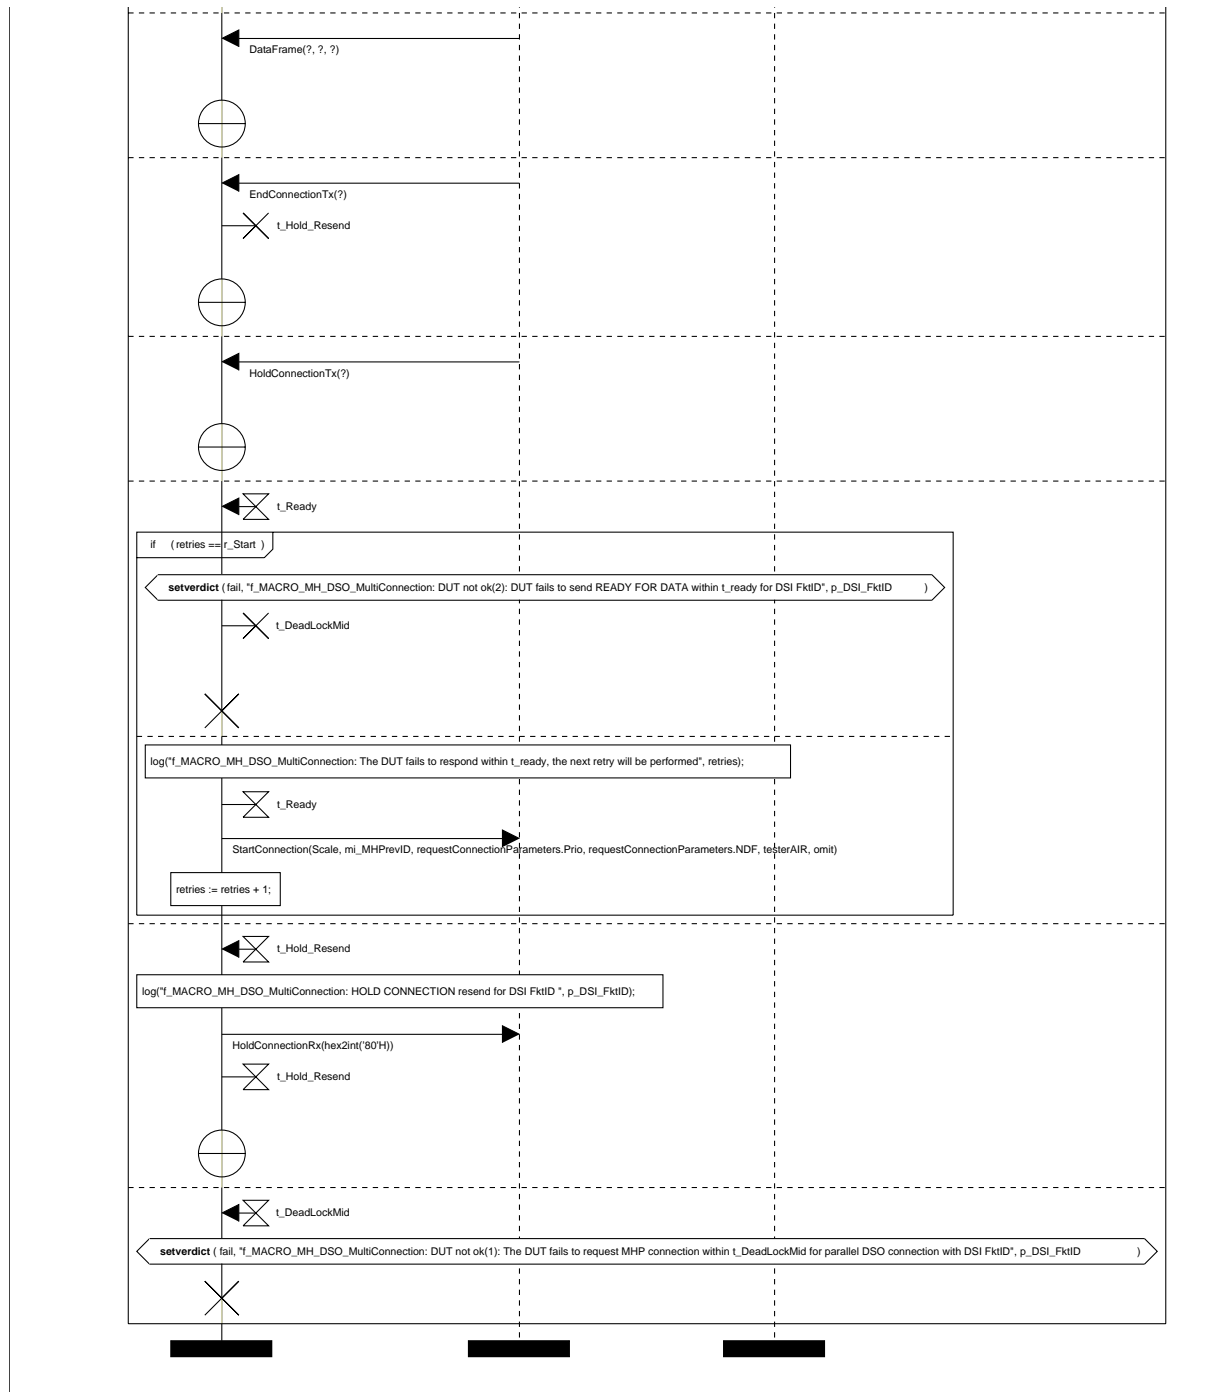 DataFrame(?, ?, ?)
EndConnectionTx(?)
t_Hold_Resend
HoldConnectionTx(?)
t_Ready
if ( retries == r_Start )
setverdict ( fail, "f_MACRO_MH_DSO_MultiConnection: DUT not ok(2): DUT fails to send READY FOR DATA within t_ready for DSI FktID", p_DSI_FktID )
t_DeadLockMid
log("f_MACRO_MH_DSO_MultiConnection: The DUT fails to respond within t_ready, the next retry will be performed", retries);
t_Ready
StartConnection(Scale, mi_MHPrevID, requestConnectionParameters.Prio, requestConnectionParameters.NDF, testerAIR, omit)
retries := retries + 1;
t_Hold_Resend
log("f_MACRO_MH_DSO_MultiConnection: HOLD CONNECTION resend for DSI FktID ", p_DSI_FktID);
HoldConnectionRx(hex2int('80'H))
t_Hold_Resend
t_DeadLockMid
setverdict ( fail, "f_MACRO_MH_DSO_MultiConnection: DUT not ok(1): The DUT fails to request MHP connection within t_DeadLockMid for parallel DSO connection with DSI FktID", p_DSI_FktID )